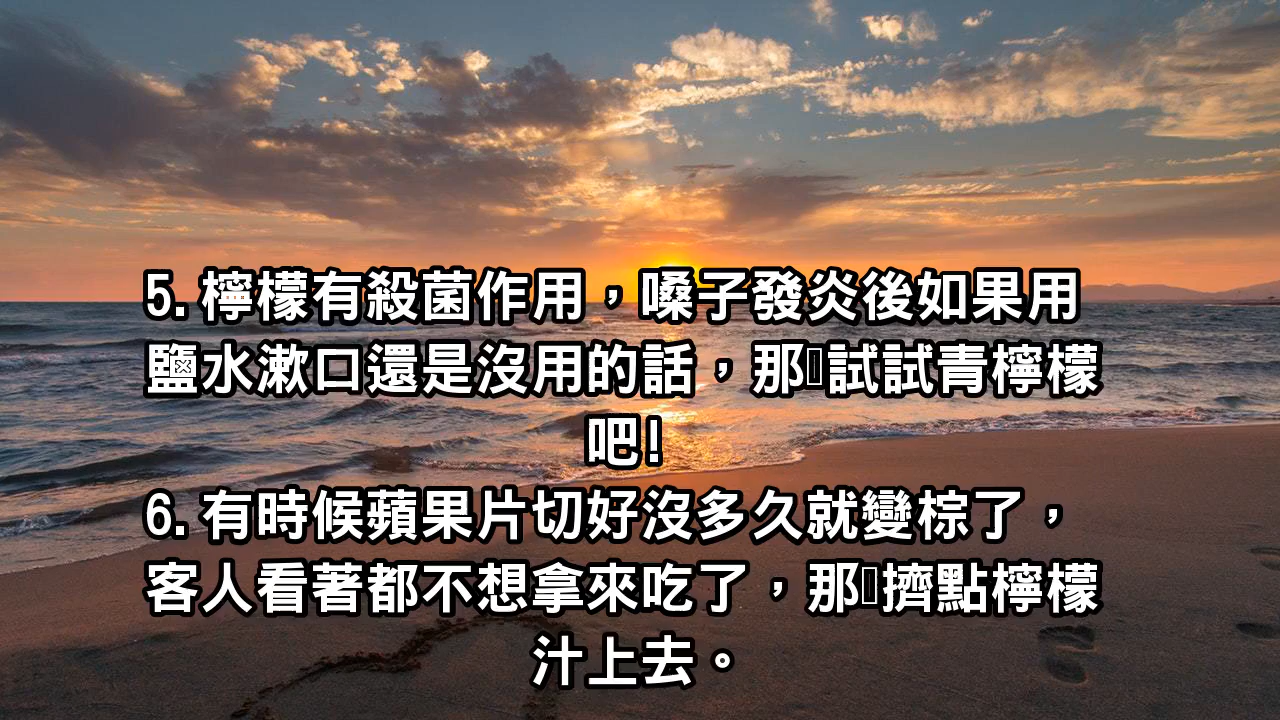 5.檸檬有殺菌作用，嗓子發炎後如果用
鹽水漱口還是沒用的話，那試試青檸檬
吧!
6.有時候蘋果片切好沒多久就變棕了，
客人看著都不想拿來吃了，那擠點檸檬
汁上去。